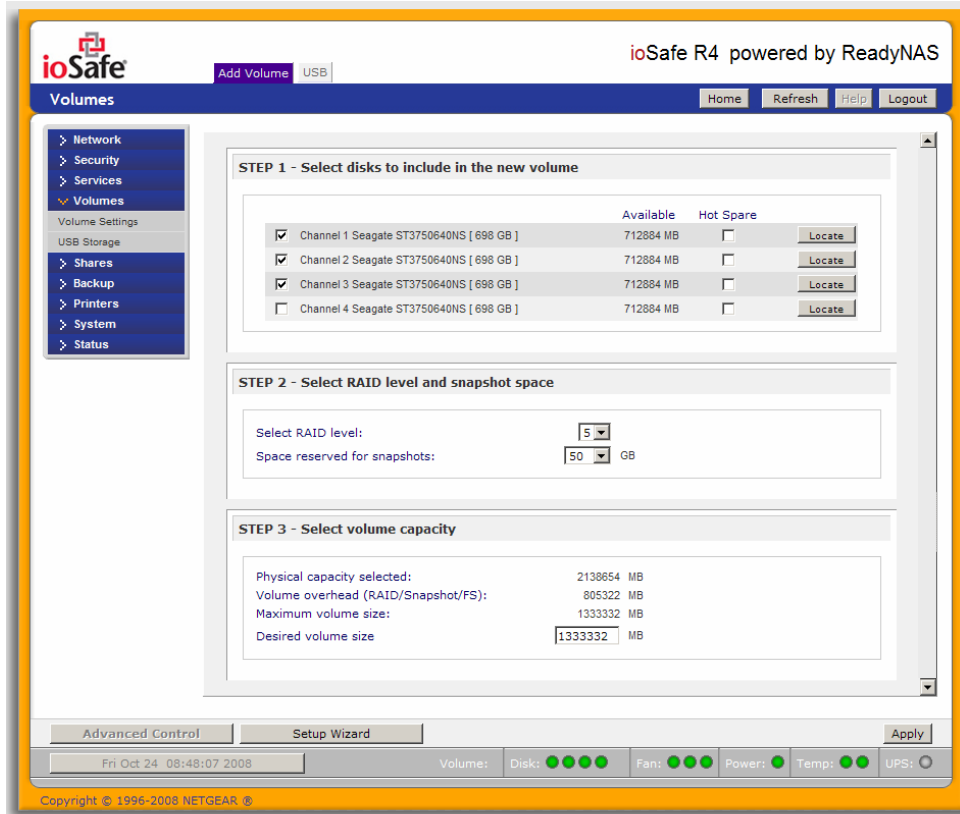 ioSafe
ioSafe R4 powered by ReadyNAS
Add Volume USB
Volumes
Home Refresh Help Logout
Network
Security
Services
Volumes
Volume Settings
USB Storage
Shares
Backup
Printers
System
Status
STEP 1 - Select disks to include in the new volume
Available Hot Spare
Channel 1 Seagate ST3750640NS [ 698 GB ] 712884 MB Locate
Channel 2 Seagate ST3750640NS [ 698 GB ] 712884 MB Locate
Channel 3 Seagate ST3750640NS [ 698 GB ] 712884 MB Locate
Channel 4 Seagate ST3750640NS [ 698 GB ] 712884 MB Locate
STEP 2 - Select RAID level and snapshot space
Select RAID level: 5
Space reserved for snapshots: 50 GB
STEP 3 - Select volume capacity
Physical capacity selected: 2138654 MB
Volume overhead (RAID/Snapshot/FS): 805322 MB
Maximum volume size: 1333332 MB
Desired volume size 1333332 MB
Advanced Control Setup Wizard Apply
Fri Oct 24 08:48:07 2008 Volume: Disk: Fan: Power: Temp: UPS:
Copyright © 1996-2008 NETGEAR ®